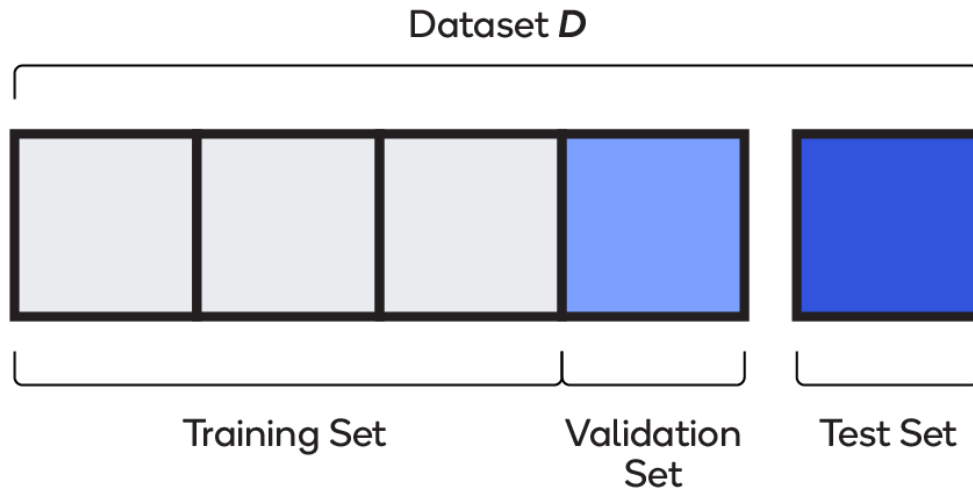 Dataset D
Training Set
Validation
Set
Test Set